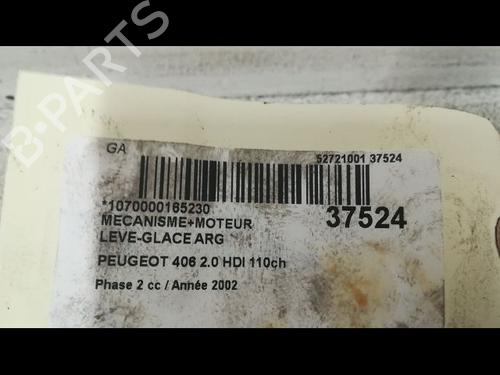 B-PARTS
GA
52721001 37524
*1070000165230
37524
MECANISME+MOTEUR
LEVE-GLACE ARG
PEUGEOT 406 2.0 HDI 110ch
Phase 2 cc / Année 2002